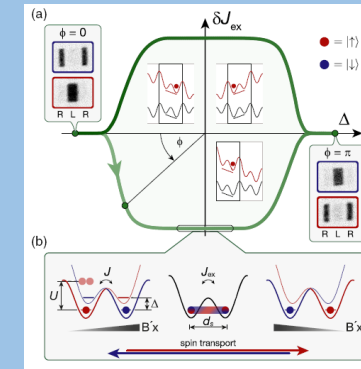 (a)
δJex
ϕ = 0
R L R
= |↑⟩
= |↓⟩
ϕ
Δ
ϕ = π
R L R
(b)
J
U
Δ
B′x
Jex
ds
B′x
spin transport